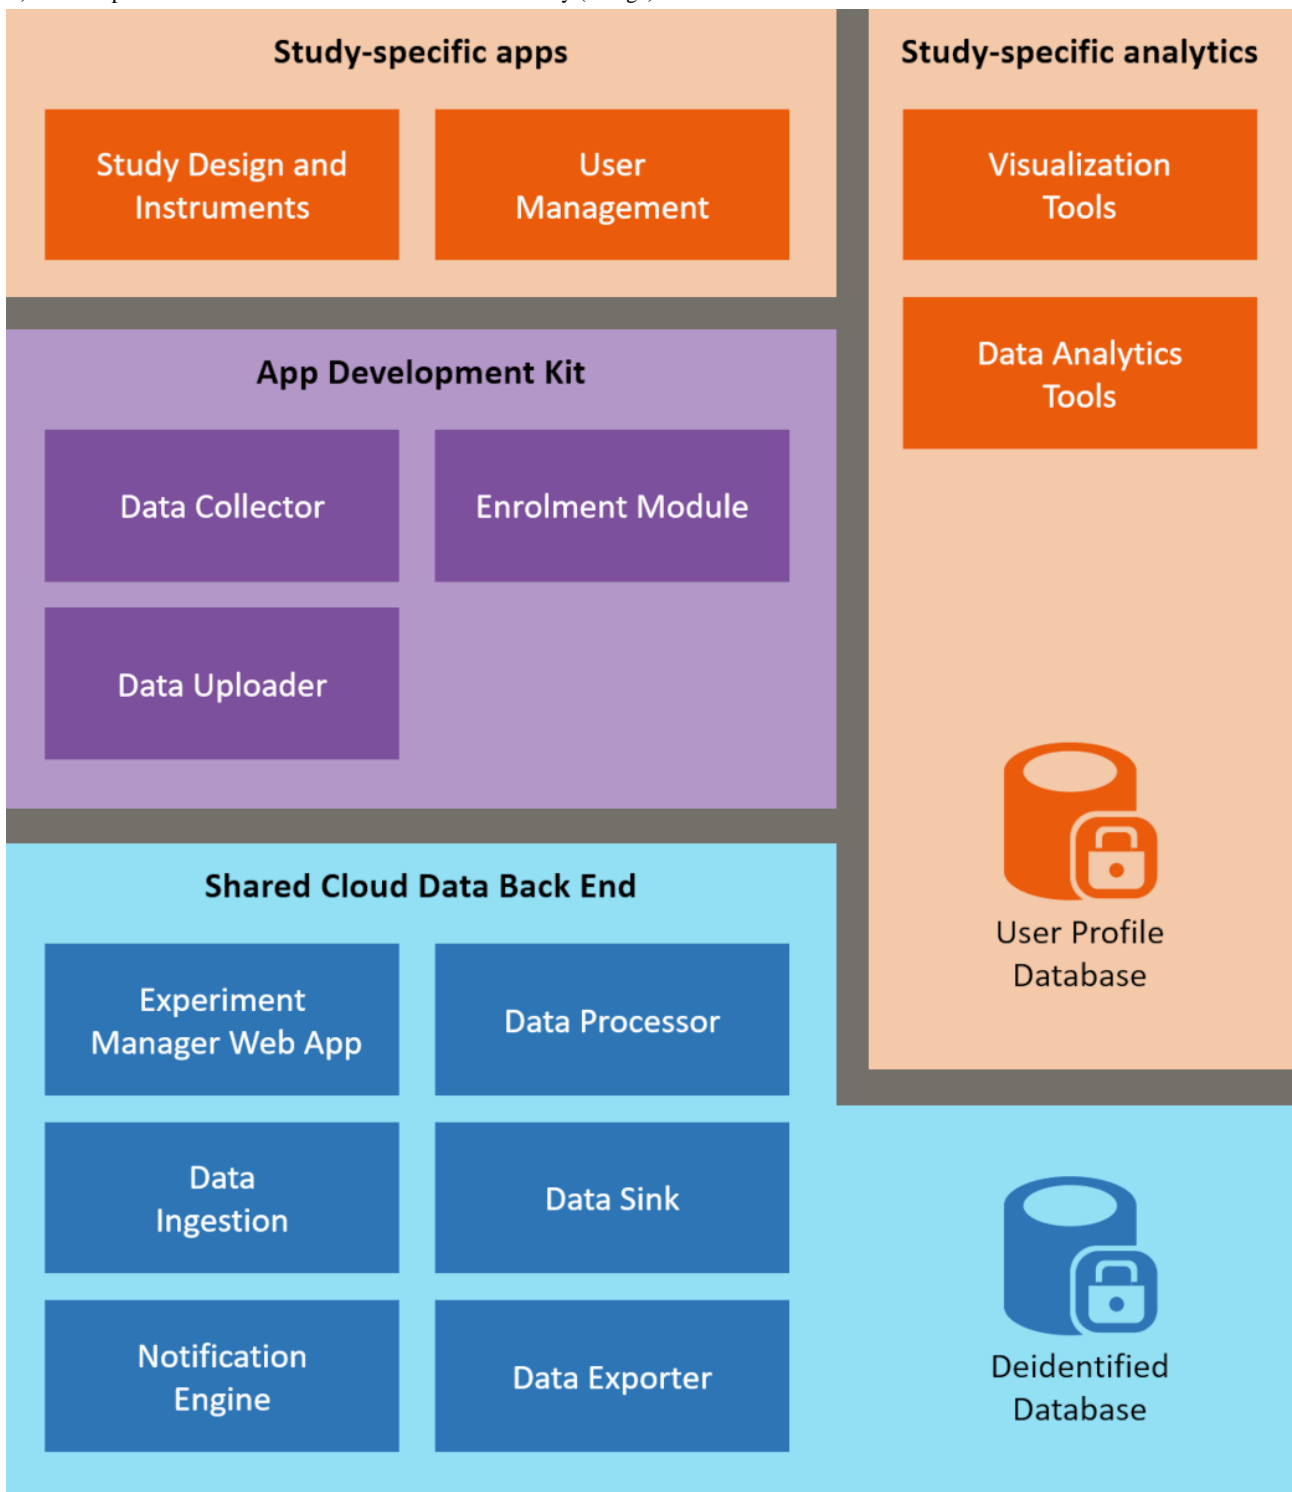 Study-specific apps
Study Design and
Instruments
User
Management
Study-specific analytics
Visualization
Tools
Data Analytics
Tools
App Development Kit
Data Collector
Enrolment Module
Data Uploader
User Profile
Database
Shared Cloud Data Back End
Experiment
Manager Web App
Data Processor
Data
Ingestion
Data Sink
Notification
Engine
Data Exporter
Deidentified
Database